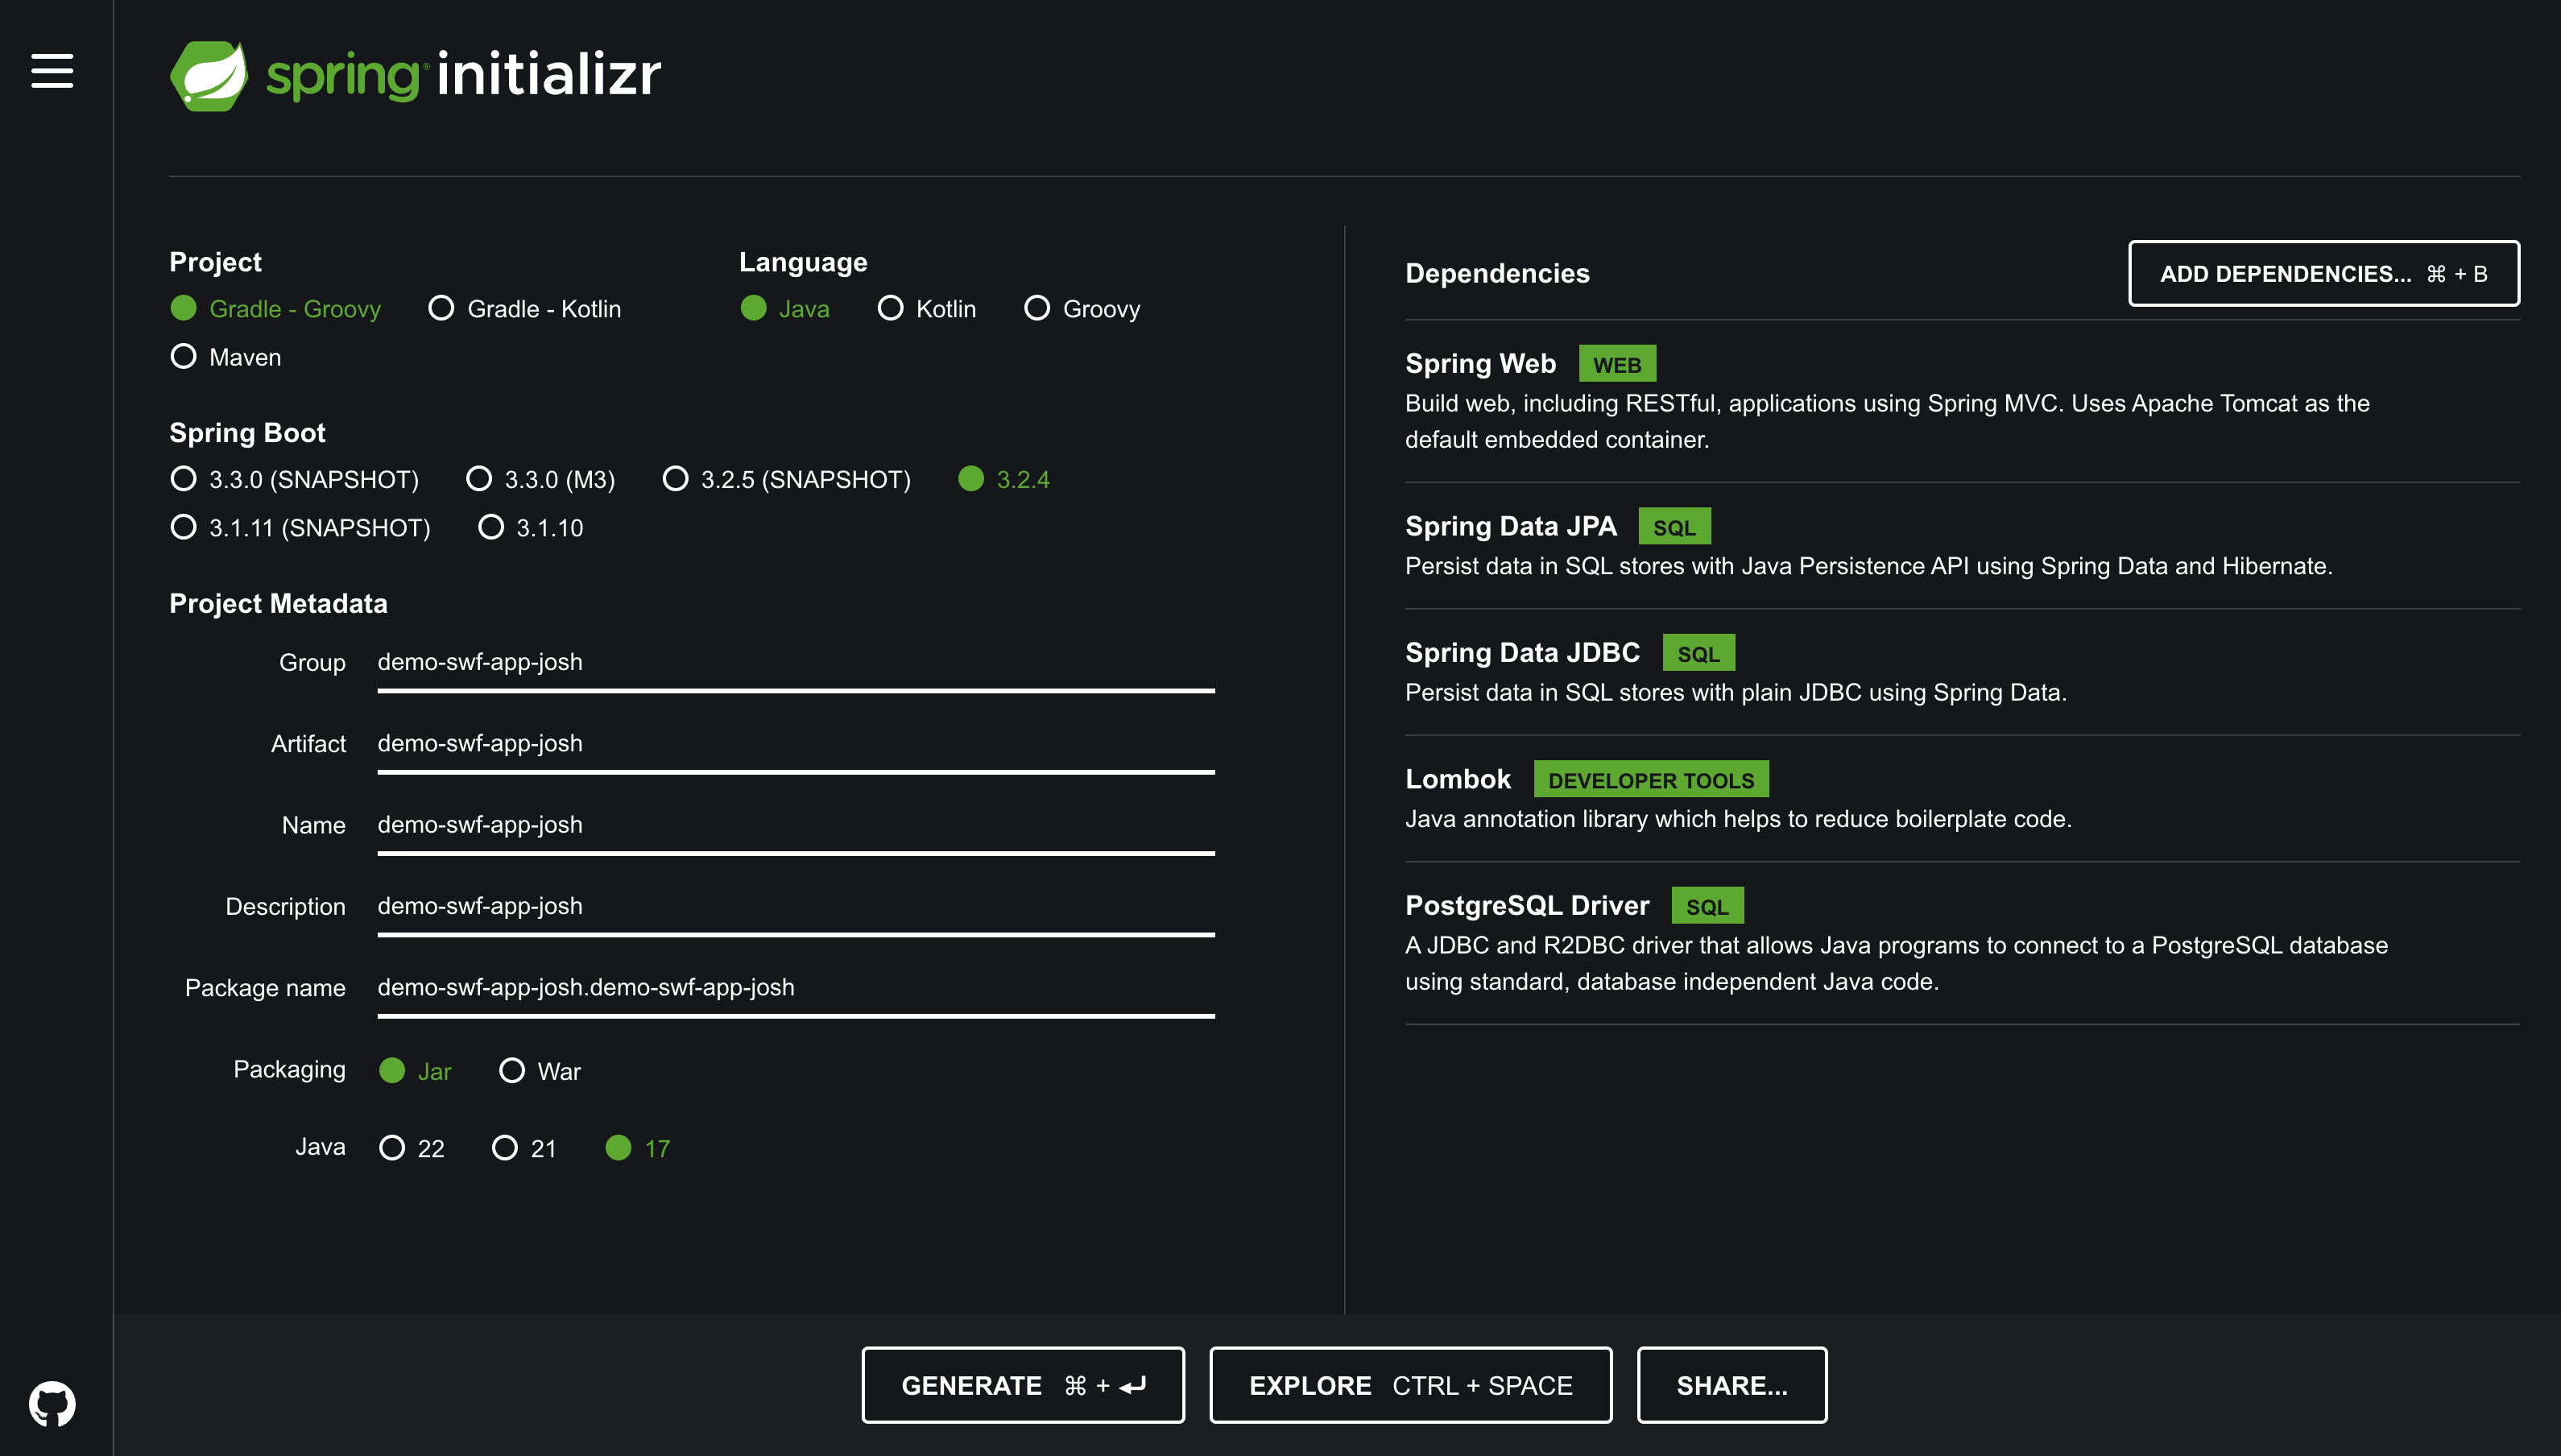 spring initializr
Project
Gradle - Groovy
Gradle - Kotlin
Maven
Language
Java
Kotlin
Groovy
Spring Boot
3.3.0 (SNAPSHOT)
3.3.0 (M3)
3.2.5 (SNAPSHOT)
3.2.4
3.1.11 (SNAPSHOT)
3.1.10
Project Metadata
Group demo-swf-app-josh
Artifact demo-swf-app-josh
Name demo-swf-app-josh
Description demo-swf-app-josh
Package name demo-swf-app-josh.demo-swf-app-josh
Packaging Jar War
Java 22 21 17
Dependencies
ADD DEPENDENCIES... ⌘ + B
Spring Web WEB
Build web, including RESTful, applications using Spring MVC. Uses Apache Tomcat as the
default embedded container.
Spring Data JPA SQL
Persist data in SQL stores with Java Persistence API using Spring Data and Hibernate.
Spring Data JDBC SQL
Persist data in SQL stores with plain JDBC using Spring Data.
Lombok DEVELOPER TOOLS
Java annotation library which helps to reduce boilerplate code.
PostgreSQL Driver SQL
A JDBC and R2DBC driver that allows Java programs to connect to a PostgreSQL database
using standard, database independent Java code.
GENERATE ⌘ + ⏎
EXPLORE CTRL + SPACE
SHARE...